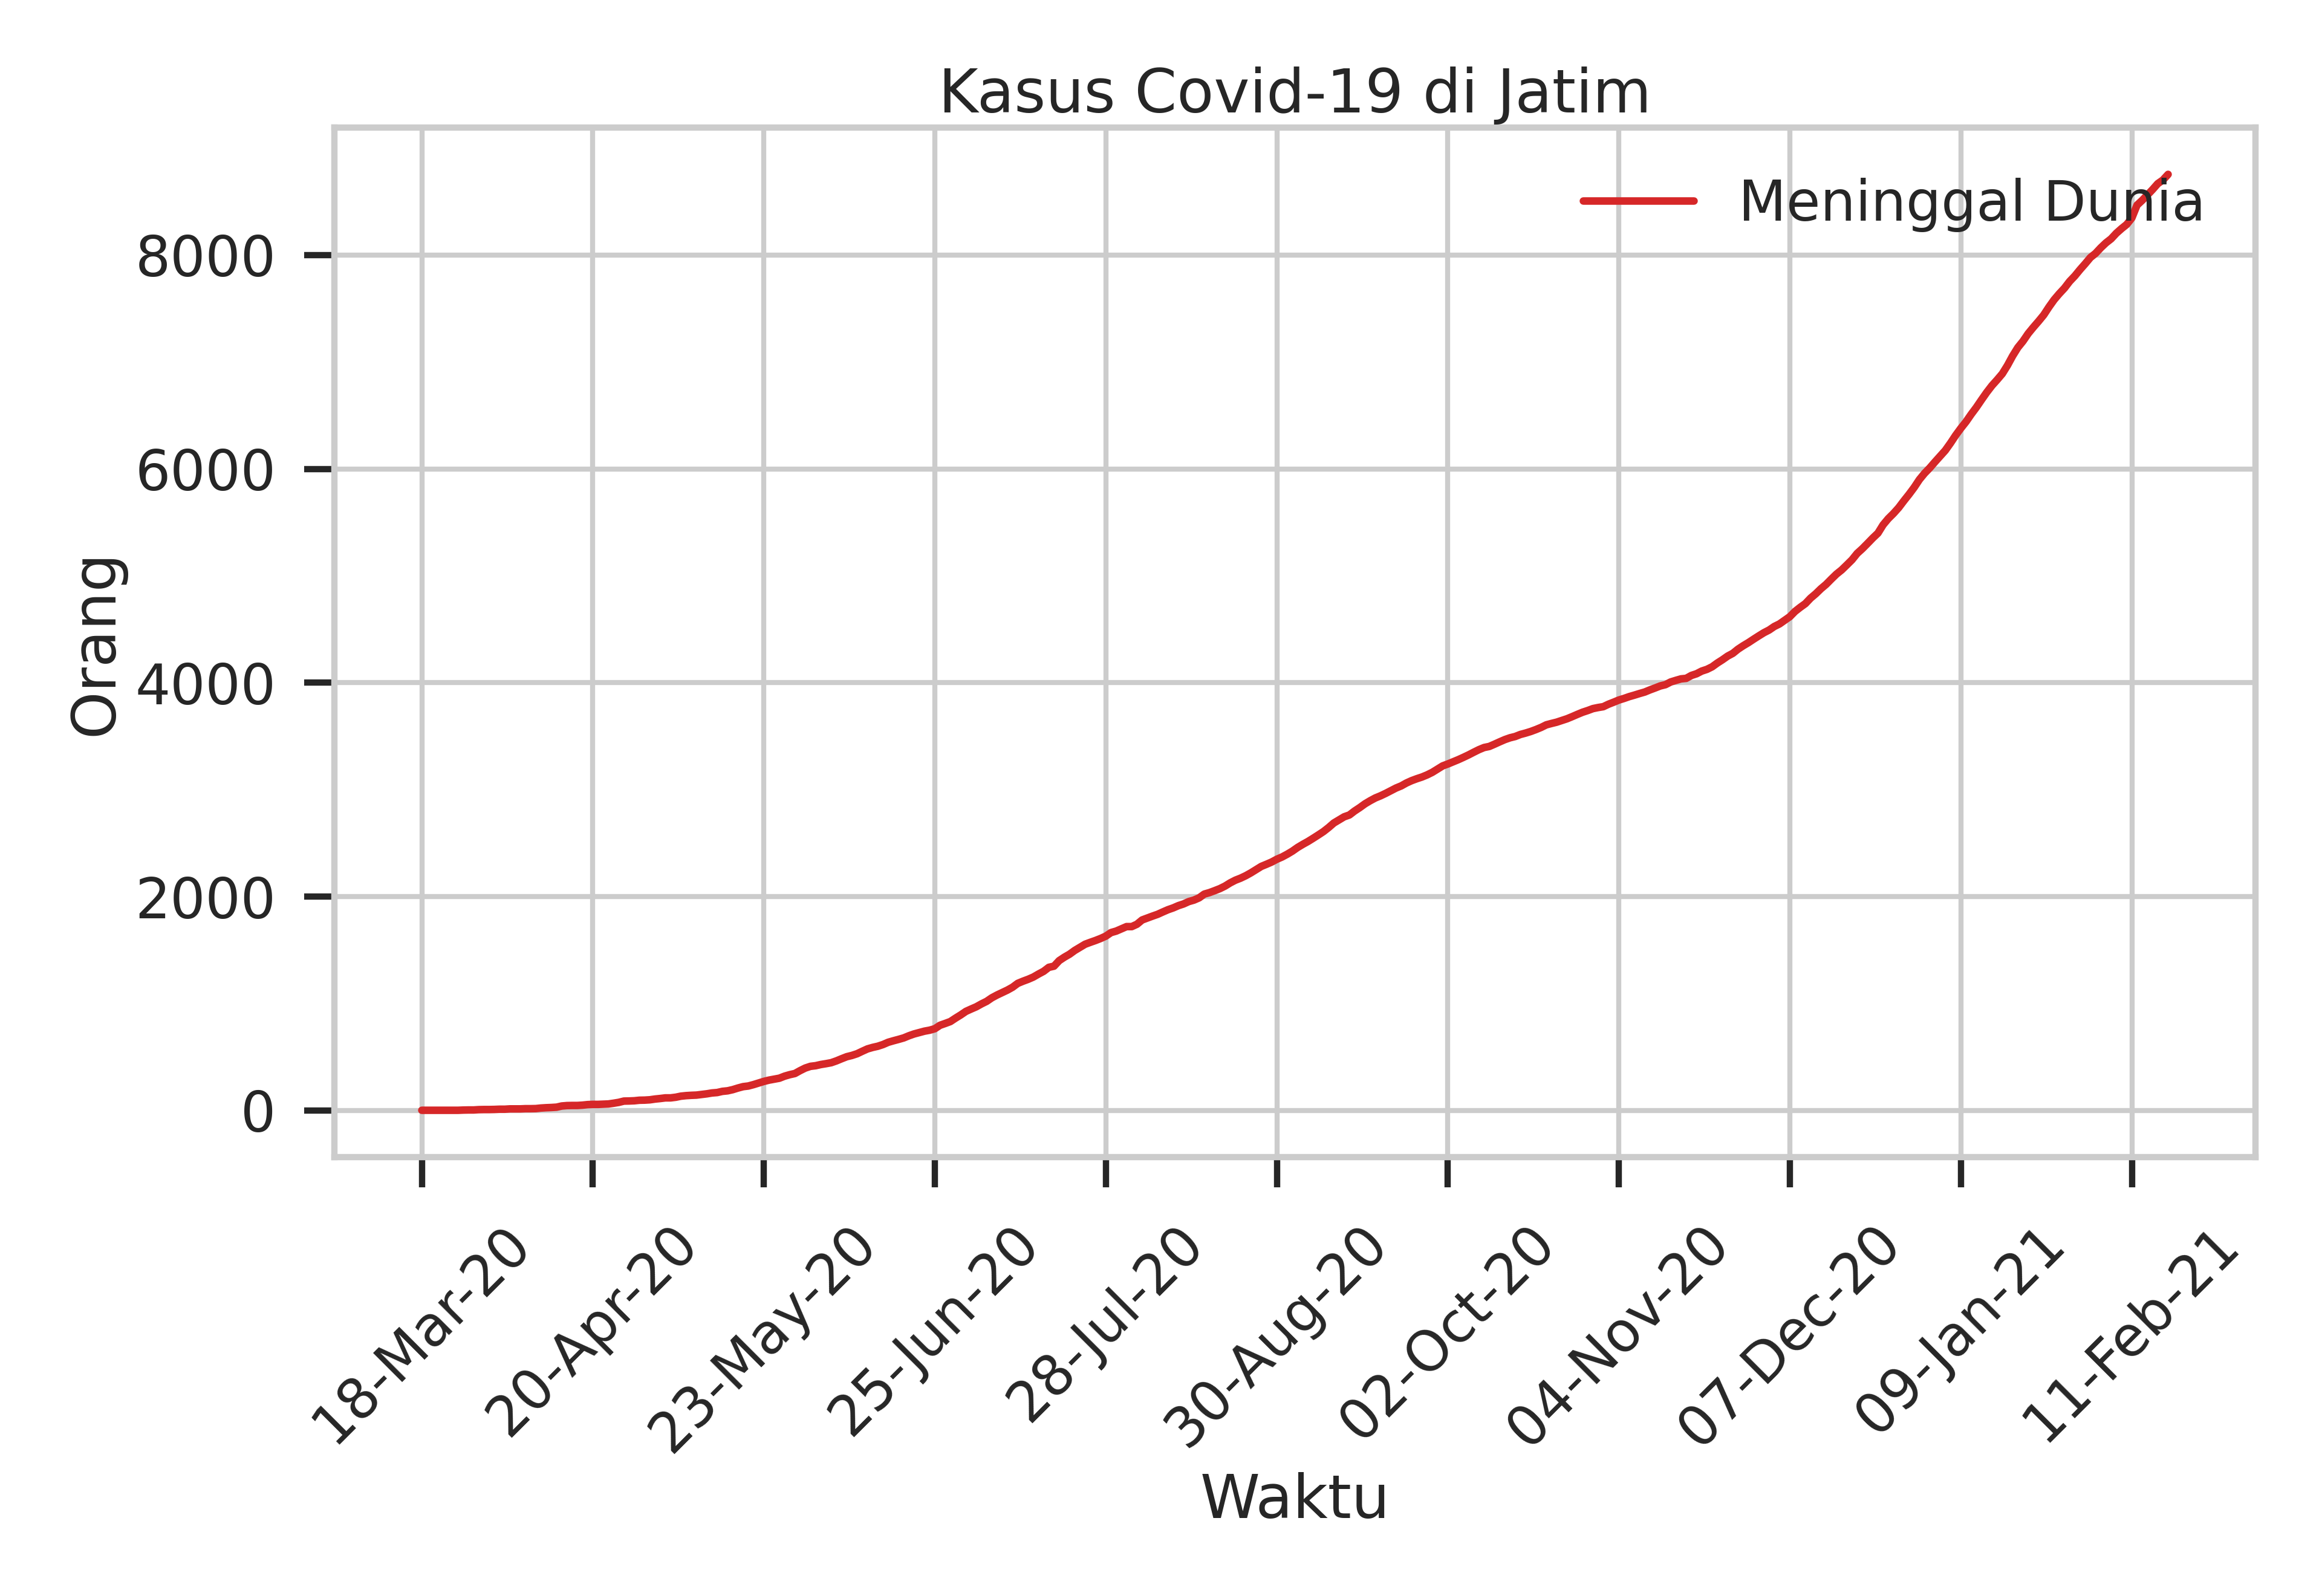 Kasus Covid-19 di Jatim
Meninggal Dunia
8000
6000
4000
2000
0
Orang
18-Mar-20
20-Apr-20
23-May-20
25-Jun-20
28-Jul-20
30-Aug-20
02-Oct-20
04-Nov-20
07-Dec-20
09-Jan-21
11-Feb-21
Waktu